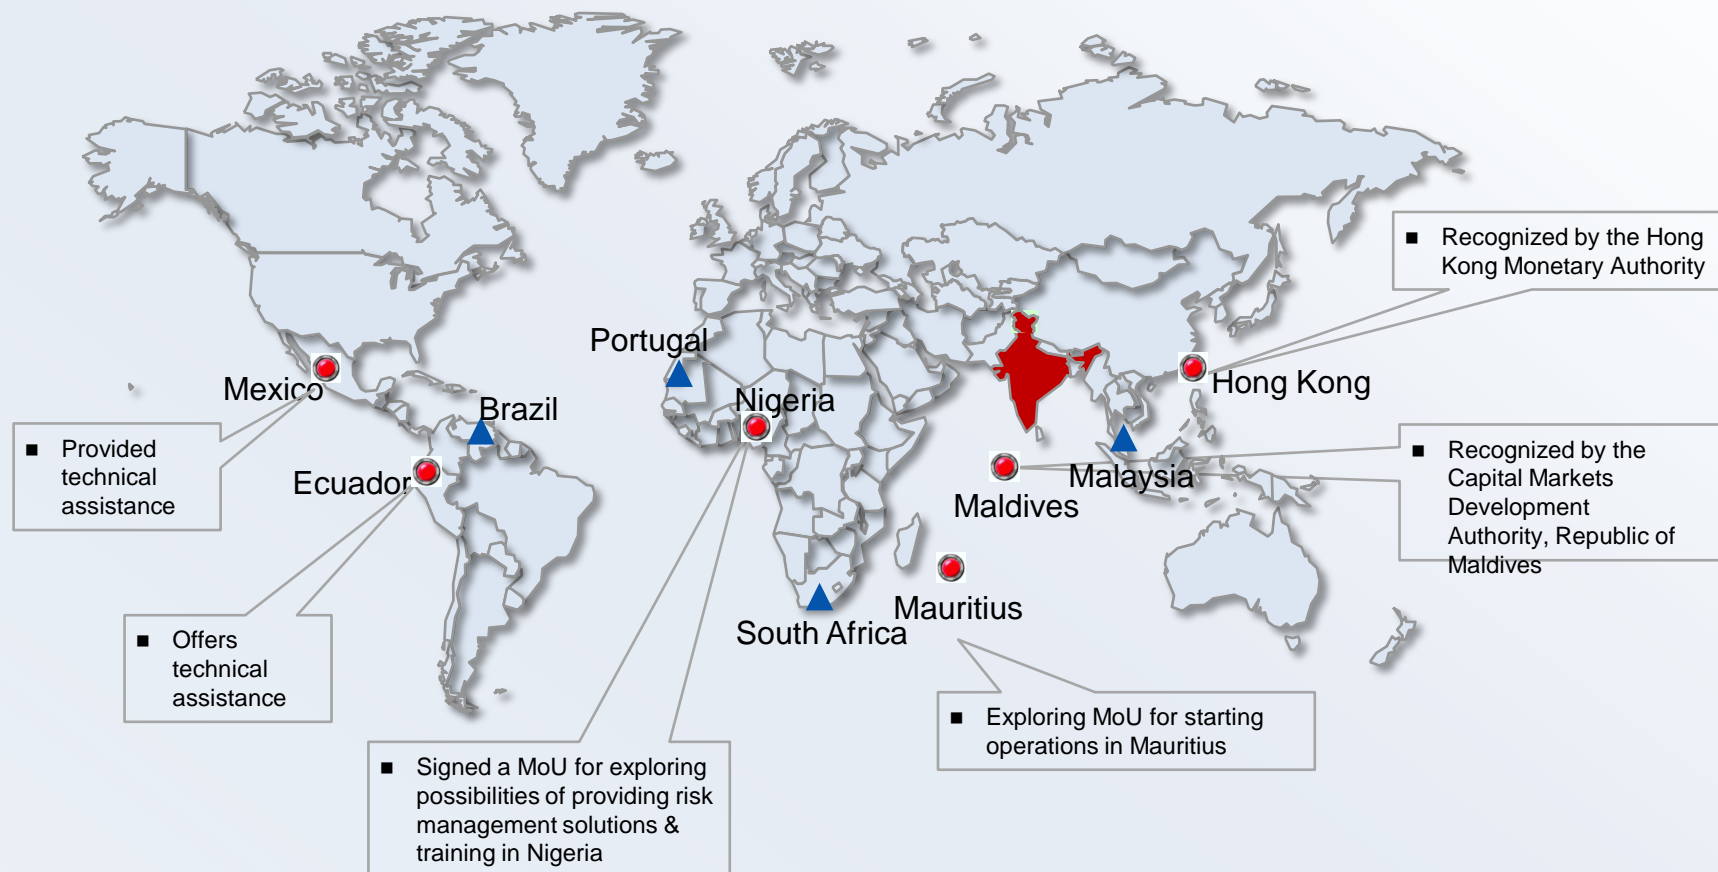 ■ Recognized by the Hong
Kong Monetary Authority
Portugal
Mexico
Brazil
Nigeria
Hong Kong
■ Provided
technical
assistance
Ecuador
Maldives
Malaysia
■ Recognized by the
Capital Markets
Development
Authority, Republic of
Maldives
Mauritius
South Africa
■ Offers
technical
assistance
■ Exploring MoU for starting
operations in Mauritius
■ Signed a MoU for exploring
possibilities of providing risk
management solutions &
training in Nigeria